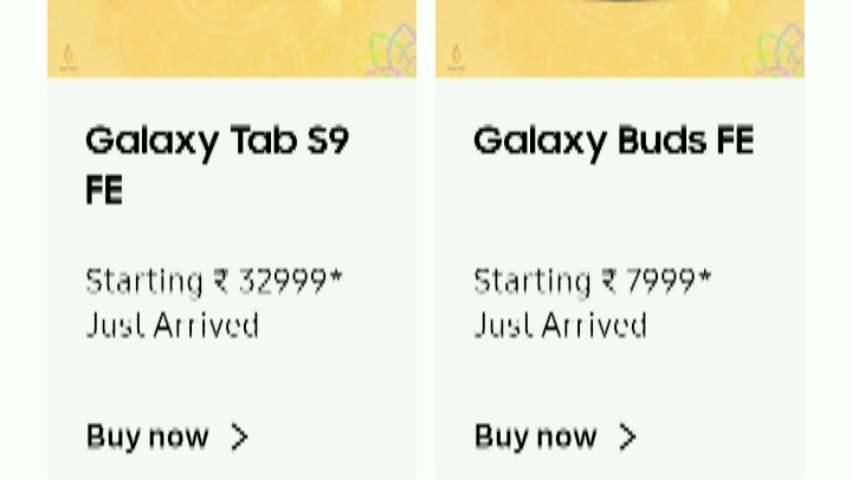 Galaxy Tab S9
FE
Starting ₹ 32999*
Just Arrived
Buy now
Galaxy Buds FE
Starting ₹ 7999*
Just Arrived
Buy now